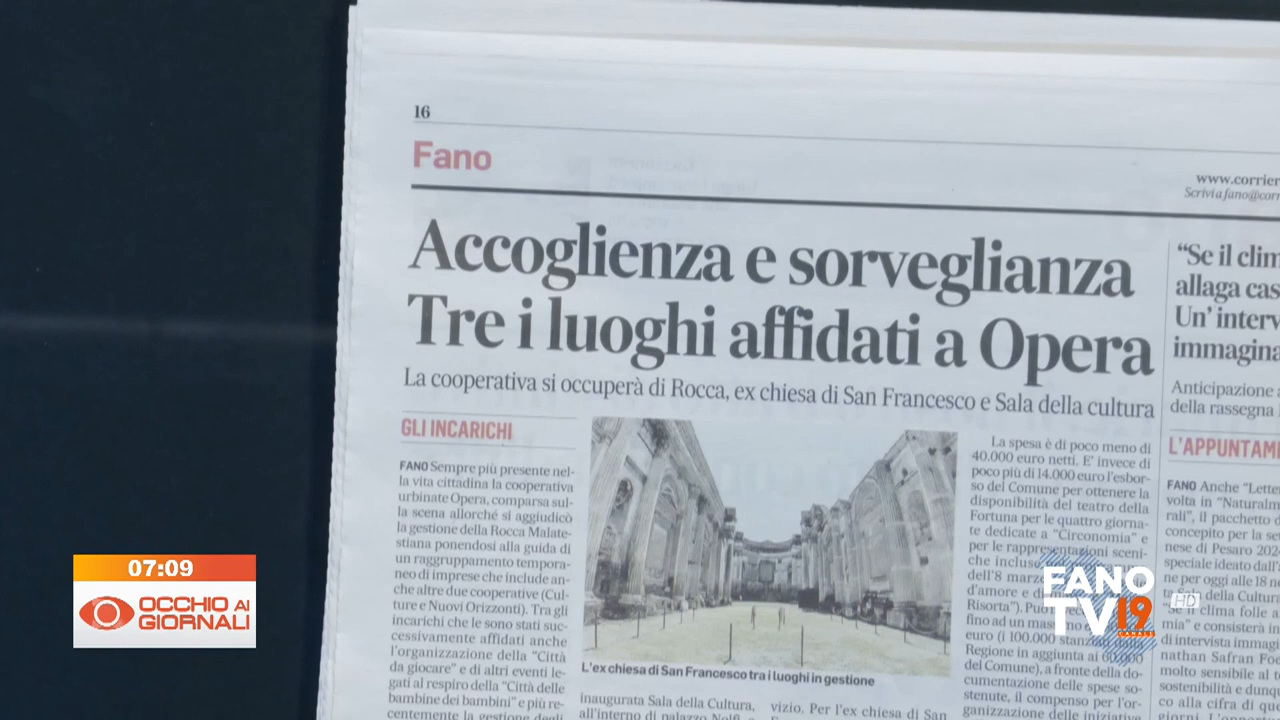 16
Fano
www.corrier
Scrivi a fano@corr
Accoglienza e sorveglianza
Tre i luoghi affidati a Opera
La cooperativa si occuperà di Rocca, ex chiesa di San Francesco e Sala della cultura
GLI INCARICHI
FANO Sempre più presente nel-
la vita cittadina la cooperativa
urbinate Opera, comparsa sul-
la scena allorché si aggiudicò
la gestione della Rocca Malate-
stiana ponendosi alla guida di
un raggruppamento tempora-
neo di imprese che include an-
che altre due cooperative (Cul-
ture e Nuovi Orizzonti). Tra gli
incarichi che le sono stati suc-
cessivamente affidati anche
l'organizzazione della "Città
da giocare" e di altri eventi le-
gati al respiro della "Città delle
bambine dei bambini" e più re-
centemente la gestione degli
L'ex chiesa di San Francesco tra i luoghi in gestione
inaugurata Sala della Cultura,
all'interno di palazzo Nolfi e
vizio. Per l'ex chiesa di San
La spesa è di poco meno di
40.000 euro netti. E' invece di
poco più di 14.000 euro l'esbor-
so del Comune per ottenere la
disponibilità del teatro della
Fortuna per le quattro giorna-
te dedicate a "Circonomia" e
per le rappresentazioni sceni-
che incluse
dell'8 marzo
d'amore e di
Risorta").
fino ad un mas
euro (i 100.000 stanziati dalla
Regione in aggiunta ai 60.000
del Comune), a fronte della do-
cumentazione delle spese so-
stenute, il compenso per l'or-
ganizzazione delle iniziative
“Se il clim
allaga cas
Un' interv
immagina
Anticipazione
della rassegna
L'APPUNTAME
FANO Anche "Letter
volta in "Naturalm
rali", il pacchetto d
concepito per la set
nese di Pesaro 202
speciale ideato dall'
ne per oggi alle 18 n
della Cultura
clima folle a
mia" e consisterà in
di intervista immagi
nathan Safran Foe
molto sensibile al t
sostenibilità e dunqu
co alla cifra di que
07:09
OCCHIO AI
GIORNALI
FANO
TV19
CANALE
HD